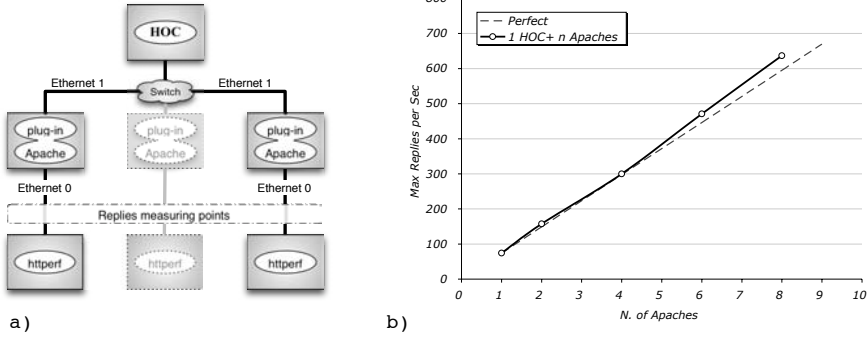 HOC
Ethernet 1
Ethernet 1
Switch
plug-in
Apache
plug-in
Apache
plug-in
Apache
Ethernet 0
Ethernet 0
Replies measuring points
httperf
httperf
httperf
a)
Max Replies per Sec
800
700
600
500
400
300
200
100
0
Perfect
1 HOC+ n Apaches
0 1 2 3 4 5 6 7 8 9 10
N. of Apaches
b)